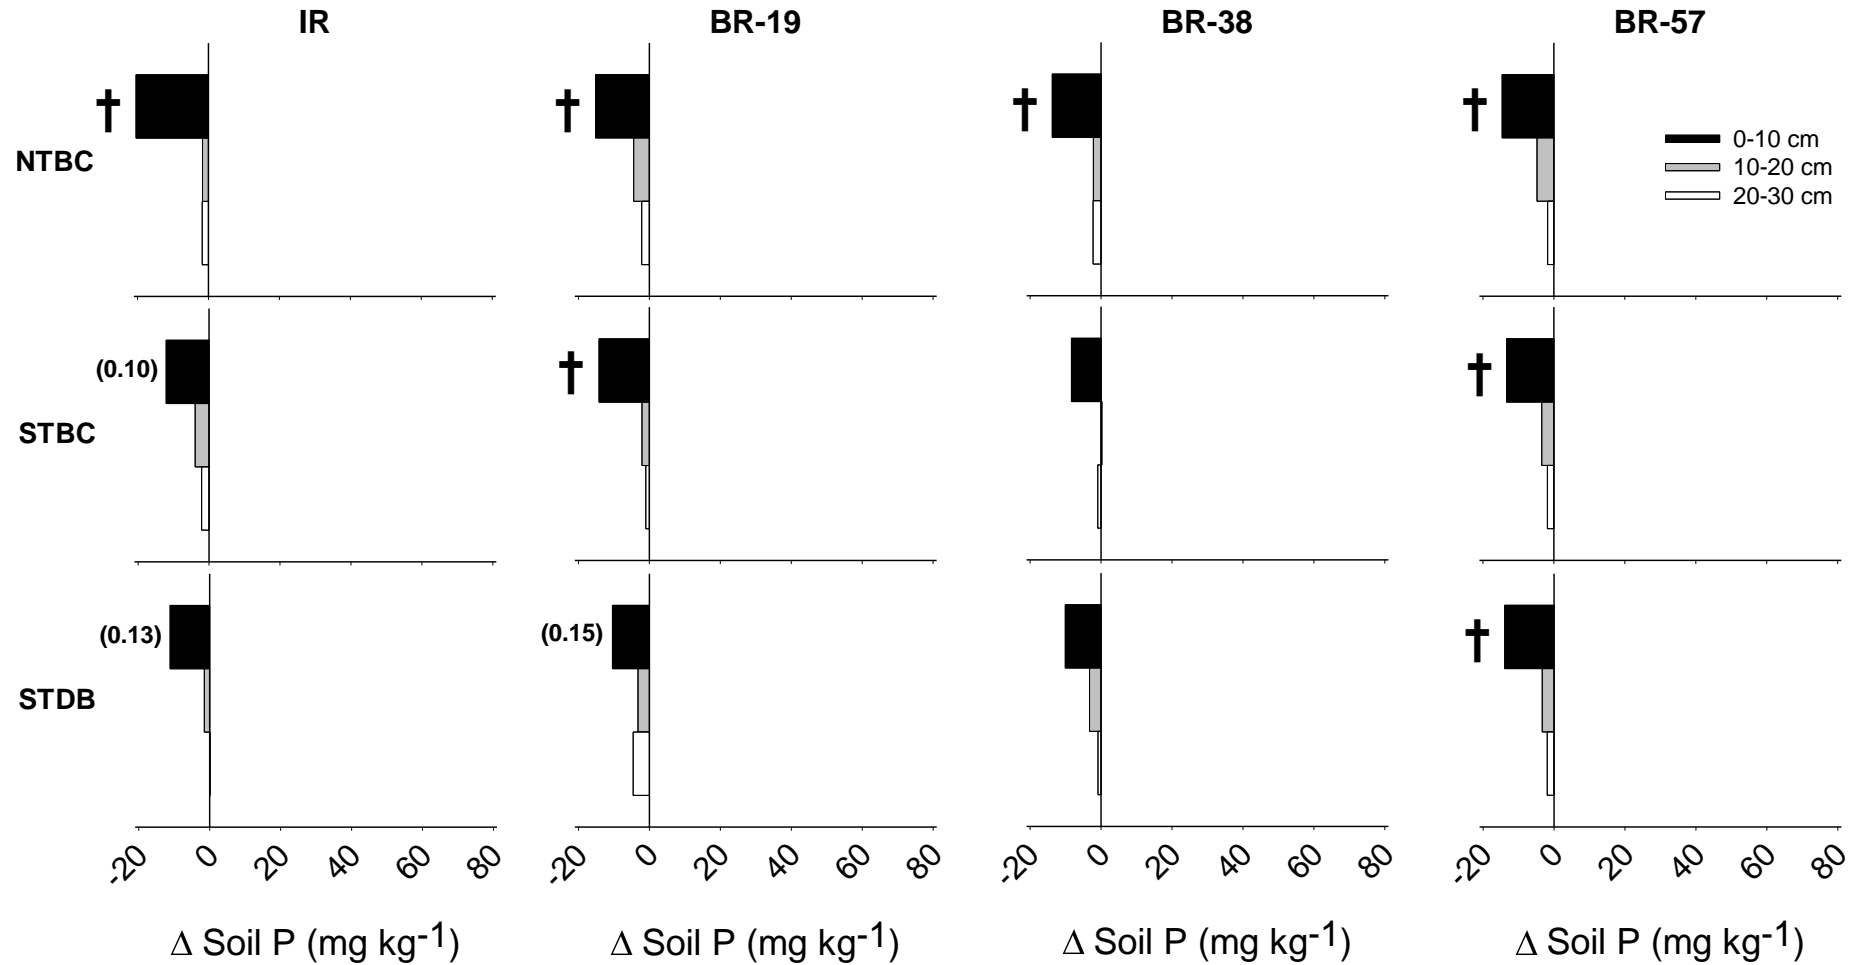 IR BR-19 BR-38 BR-57
† † † †
NTBC
0-10 cm
10-20 cm
20-30 cm
(0.10) † †
STBC
(0.13) (0.15) †
STDB
-20 0 20 40 60 80 -20 0 20 40 60 80 -20 0 20 40 60 80 -20 0 20 40 60 80
Δ Soil P (mg kg⁻¹) Δ Soil P (mg kg⁻¹) Δ Soil P (mg kg⁻¹) Δ Soil P (mg kg⁻¹)